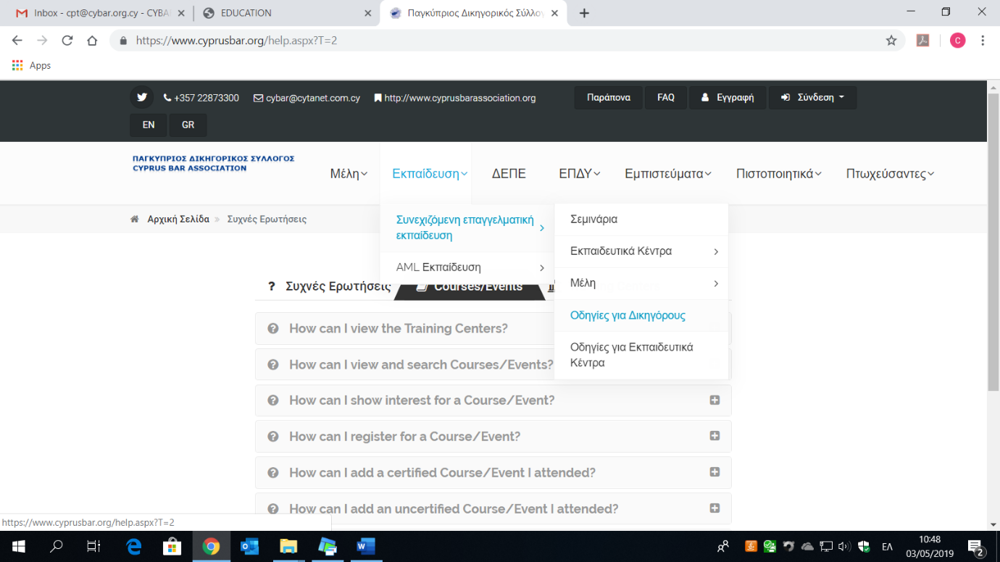 Inbox - cpt@cybar.org.cy - CYBA
EDUCATION
Παγκύπριος Δικηγορικός Σύλλογ
https://www.cyprusbar.org/help.aspx?T=2
C
Apps
+357 22873300
cybar@cytanet.com.cy
http://www.cyprusbarassociation.org
Παράπονα
FAQ
Εγγραφή
Σύνδεση
EN
GR
ΠΑΓΚΥΠΡΙΟΣ ΔΙΚΗΓΟΡΙΚΟΣ ΣΥΛΛΟΓΟΣ
CYPRUS BAR ASSOCIATION
Μέλη
Εκπαίδευση
ΔΕΠΕ
ΕΠΔΥ
Εμπιστεύματα
Πιστοποιητικά
Πτωχεύσαντες
Αρχική Σελίδα » Συχνές Ερωτήσεις
Συνεχιζόμενη επαγγελματική
εκπαίδευση
AML Εκπαίδευση
Σεμινάρια
Εκπαιδευτικά Κέντρα
Μέλη
Οδηγίες για Δικηγόρους
Οδηγίες για Εκπαιδευτικά
Κέντρα
? Συχνές Ερωτήσεις
Courses/Events
How can I view the Training Centers?
How can I view and search Courses/Events?
How can I show interest for a Course/Event?
How can I register for a Course/Event?
How can I add a certified Course/Event I attended?
How can I add an uncertified Course/Event I attended?
https://www.cyprusbar.org/help.aspx?T=2
ΕΛ
10:48
03/05/2019
2